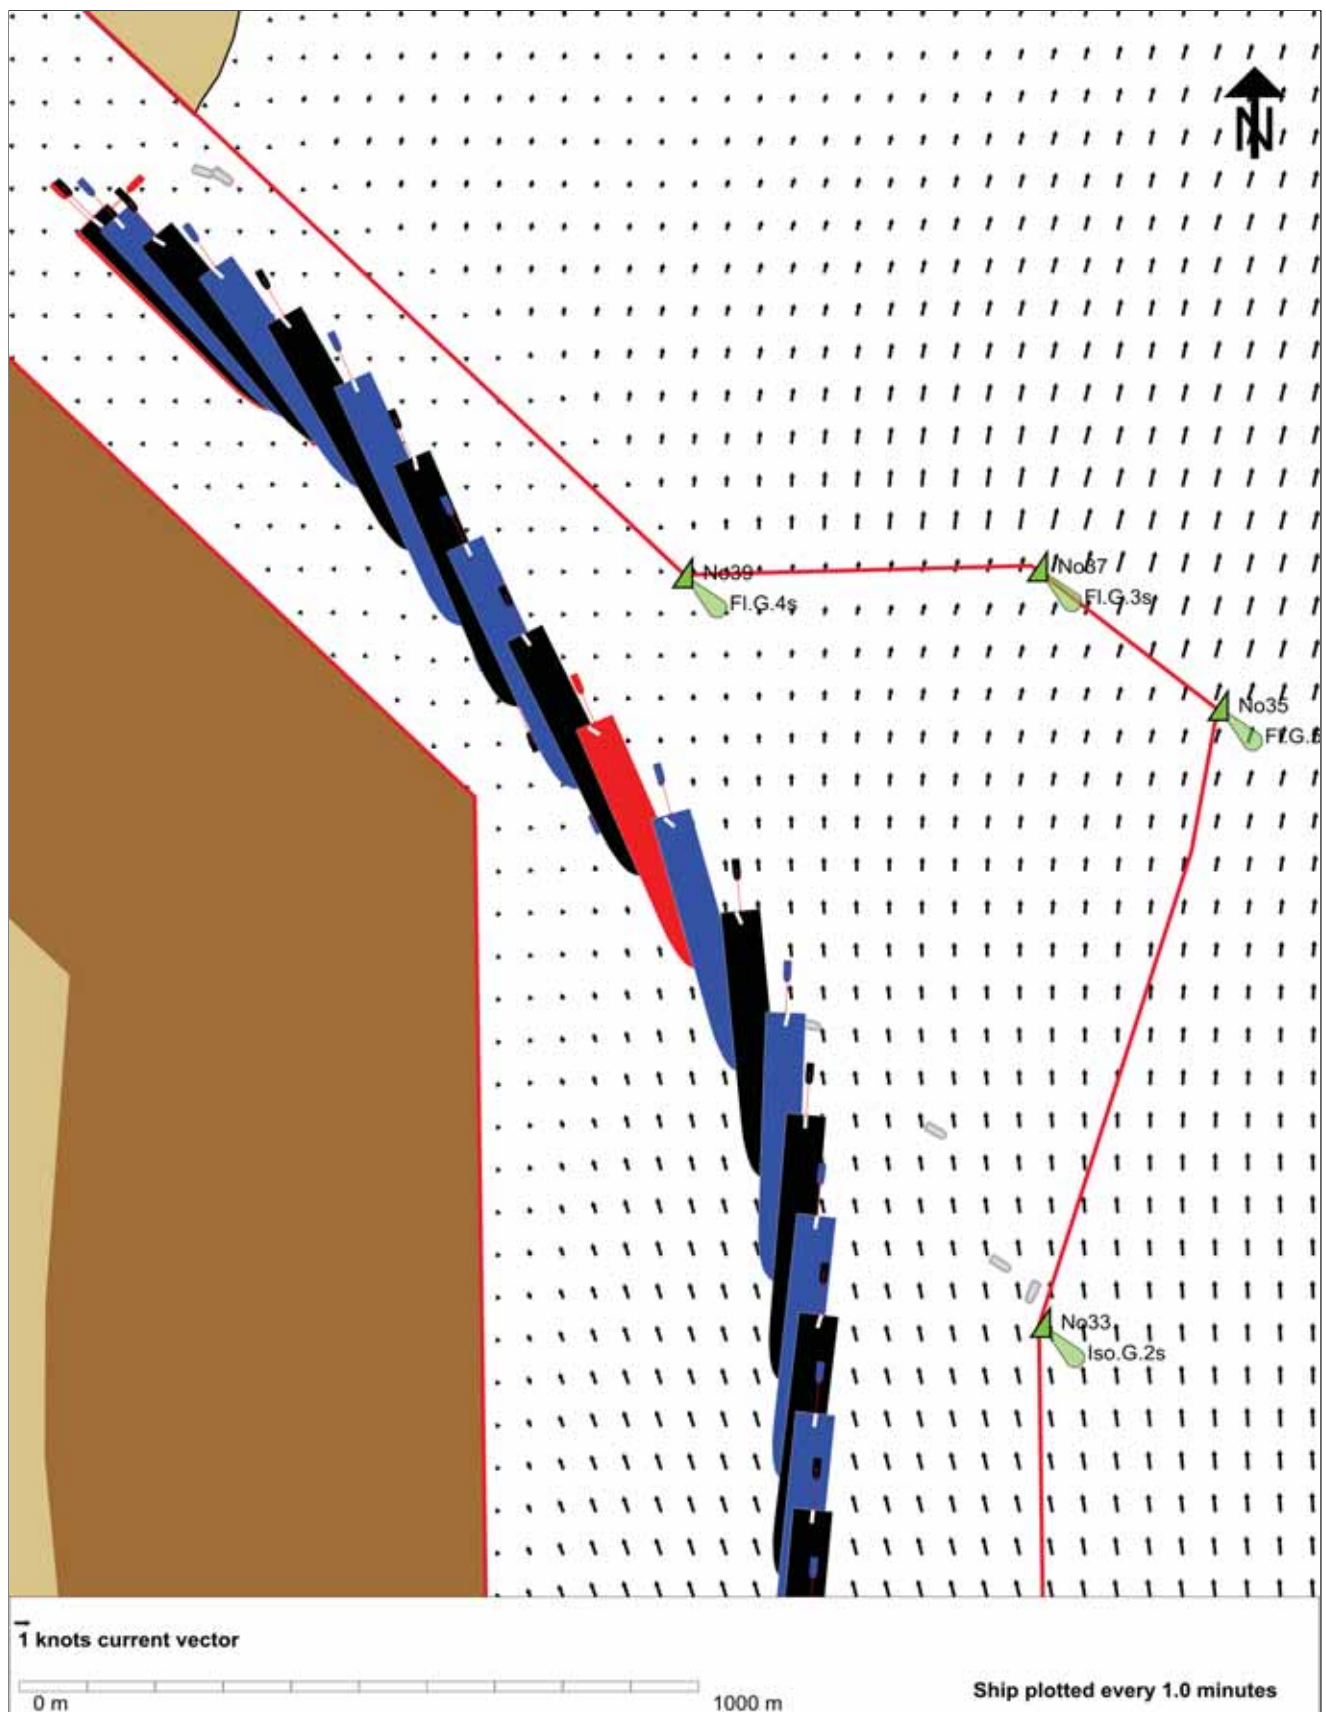 N
No39
Fl.G.4s
No37
Fl.G.3s
No35
No33
Iso.G.2s
1 knots current vector
0 m
1000 m
Ship plotted every 1.0 minutes